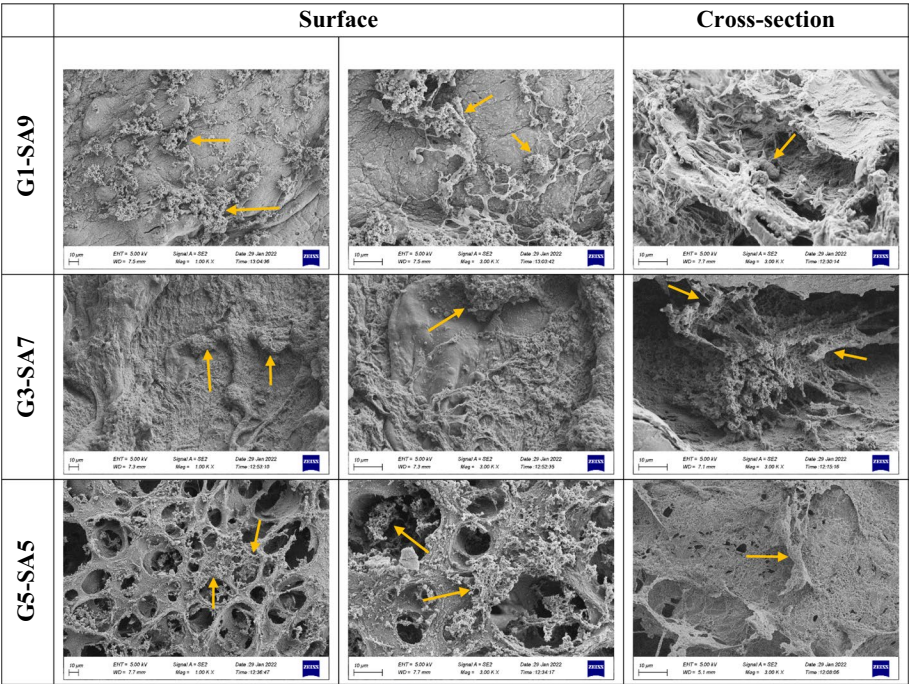 Surface Cross-section
G1-SA9
10 µm EHT = 5.00 kV Signal A = SE2 Date :29 Jan 2022 ZEISS
WD = 7.5 mm Mag = 1.00 K X Time :13:04:36
10 µm EHT = 5.00 kV Signal A = SE2 Date :29 Jan 2022 ZEISS
WD = 7.5 mm Mag = 3.00 K X Time :13:03:42
10 µm EHT = 5.00 kV Signal A = SE2 Date :29 Jan 2022 ZEISS
WD = 7.7 mm Mag = 3.00 K X Time :12:30:14
G3-SA7
10 µm EHT = 5.00 kV Signal A = SE2 Date :29 Jan 2022 ZEISS
WD = 7.3 mm Mag = 1.00 K X Time :12:53:10
10 µm EHT = 5.00 kV Signal A = SE2 Date :29 Jan 2022 ZEISS
WD = 7.3 mm Mag = 3.00 K X Time :12:52:35
10 µm EHT = 5.00 kV Signal A = SE2 Date :29 Jan 2022 ZEISS
WD = 7.1 mm Mag = 3.00 K X Time :12:15:16
G5-SA5
10 µm EHT = 5.00 kV Signal A = SE2 Date :29 Jan 2022 ZEISS
WD = 7.7 mm Mag = 1.00 K X Time :12:36:47
10 µm EHT = 5.00 kV Signal A = SE2 Date :29 Jan 2022 ZEISS
WD = 7.7 mm Mag = 3.00 K X Time :12:34:17
10 µm EHT = 5.00 kV Signal A = SE2 Date :29 Jan 2022 ZEISS
WD = 5.1 mm Mag = 3.00 K X Time :12:08:06